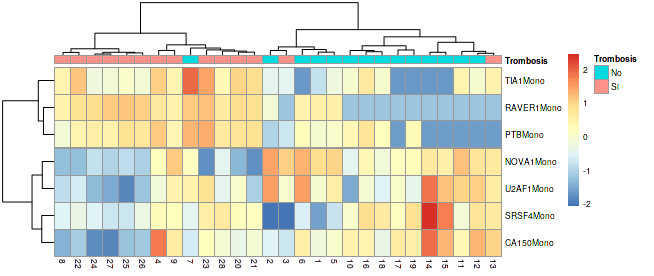 Trombosis
Trombosis
No
SI
TIA1Mono
RAVER1Mono
PTBMono
NOVA1Mono
U2AF1Mono
SRSF4Mono
CA150Mono
2
1
0
-1
-2
8 22 24 27 25 26 4 9 7 23 28 20 21 2 3 6 1 5 10 16 18 17 19 14 15 11 12 13